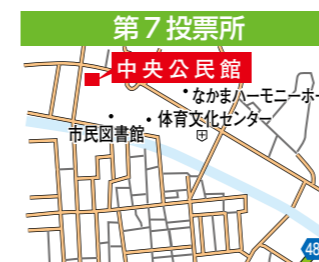 第7投票所
中央公民館
なかまハーモニーホー
体育文化センター
市民図書館
48